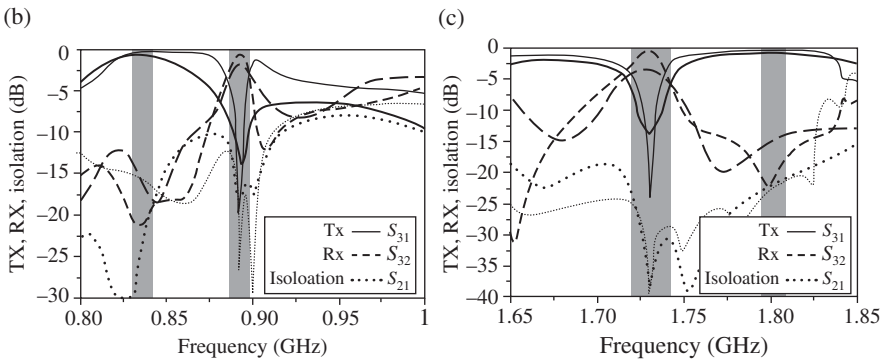 (b)
TX, RX, isolation (dB)
0
−5
−10
−15
−20
−25
−30
0.80
0.85
0.90
0.95
1
Frequency (GHz)
Tx S31
Rx S32
Isoloation S21
(c)
TX, RX, isolation (dB)
0
−5
−10
−15
−20
−25
−30
−35
−40
1.65
1.70
1.75
1.80
1.85
Frequency (GHz)
Tx S31
Rx S32
Isoloation S21